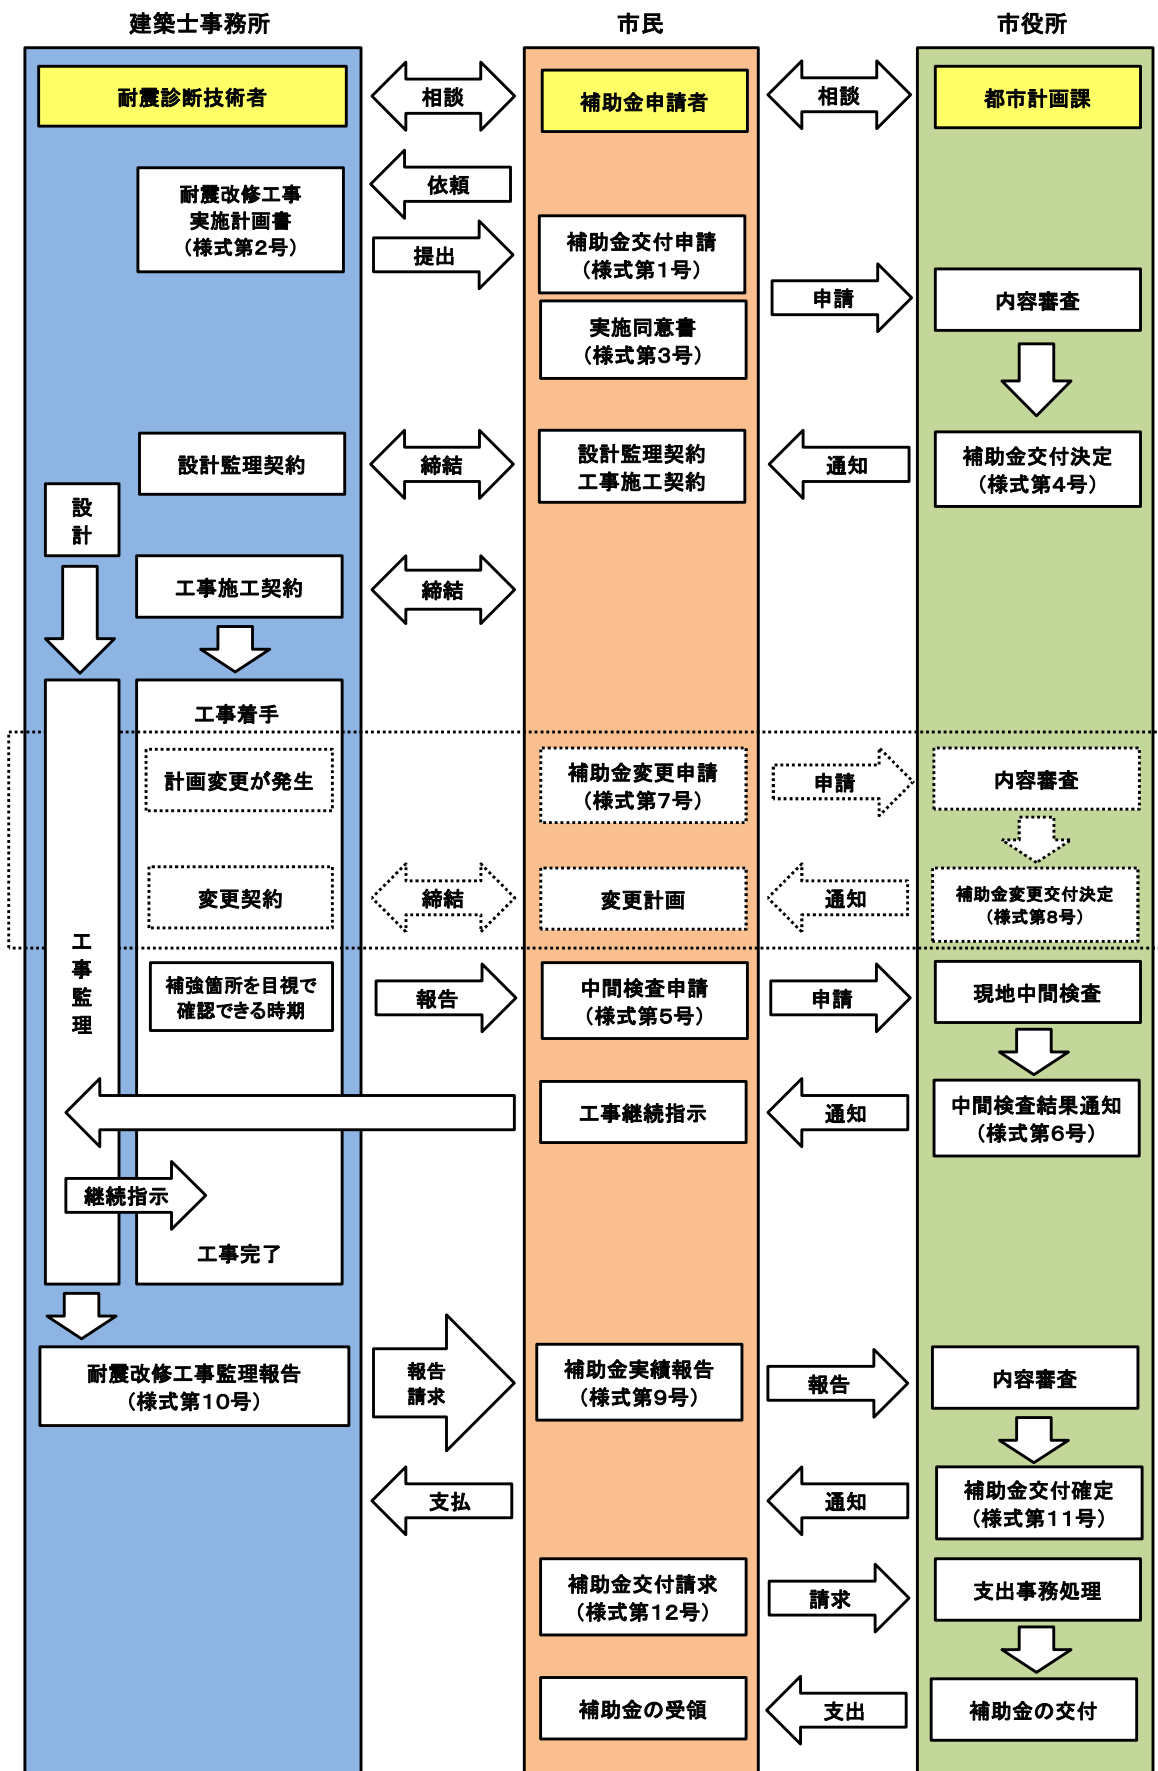 建築士事務所
市民
市役所
耐震診断技術者
相談
補助金申請者
相談
都市計画課
依頼
耐震改修工事
実施計画書
(様式第2号)
提出
補助金交付申請
(様式第1号)
申請
内容審査
実施同意書
(様式第3号)
設計監理契約
締結
設計監理契約
工事施工契約
通知
補助金交付決定
(様式第4号)
設
計
工事施工契約
締結
工事着手
計画変更が発生
補助金変更申請
(様式第7号)
申請
内容審査
変更契約
締結
変更計画
通知
補助金変更交付決定
(様式第8号)
工
事
監
理
補強箇所を目視で
確認できる時期
報告
中間検査申請
(様式第5号)
申請
現地中間検査
工事継続指示
通知
中間検査結果通知
(様式第6号)
継続指示
工事完了
耐震改修工事監理報告
(様式第10号)
報告
請求
補助金実績報告
(様式第9号)
報告
内容審査
支払
通知
補助金交付確定
(様式第11号)
補助金交付請求
(様式第12号)
請求
支出事務処理
補助金の受領
支出
補助金の交付